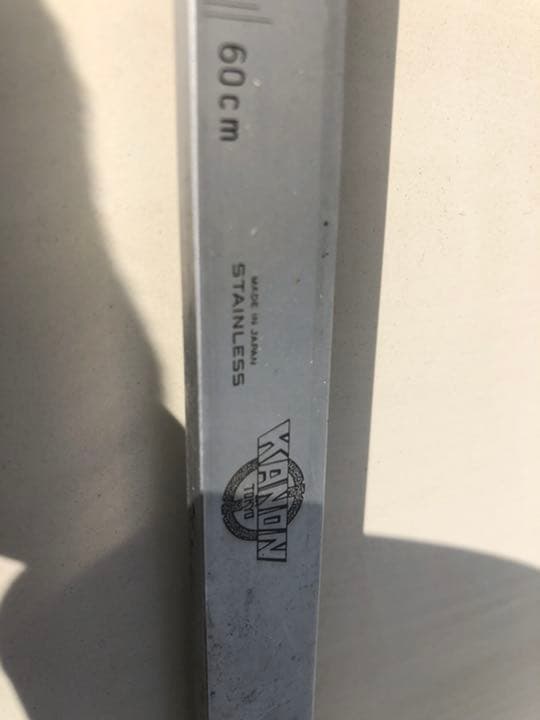 60cm
MADE IN JAPAN
STAINLESS
KANON
TOKYO